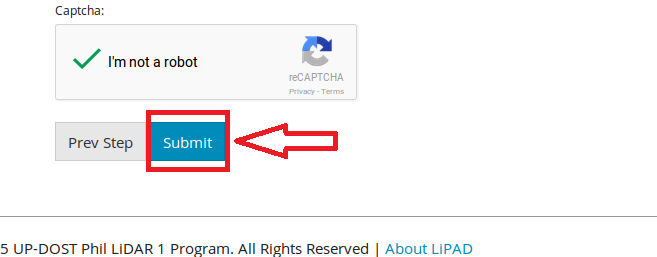 Captcha:
I'm not a robot
reCAPTCHA
Privacy - Terms
Prev Step
Submit
5 UP-DOST Phil LiDAR 1 Program. All Rights Reserved | About LiPAD